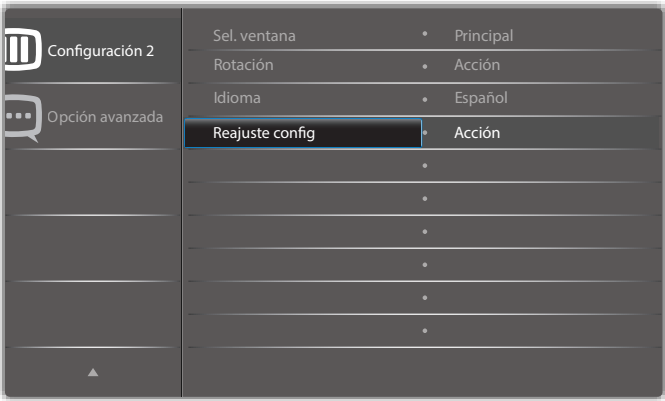 Configuración 2
Opción avanzada
Sel. ventana • Principal
Rotación • Acción
Idioma • Español
Reajuste config • Acción